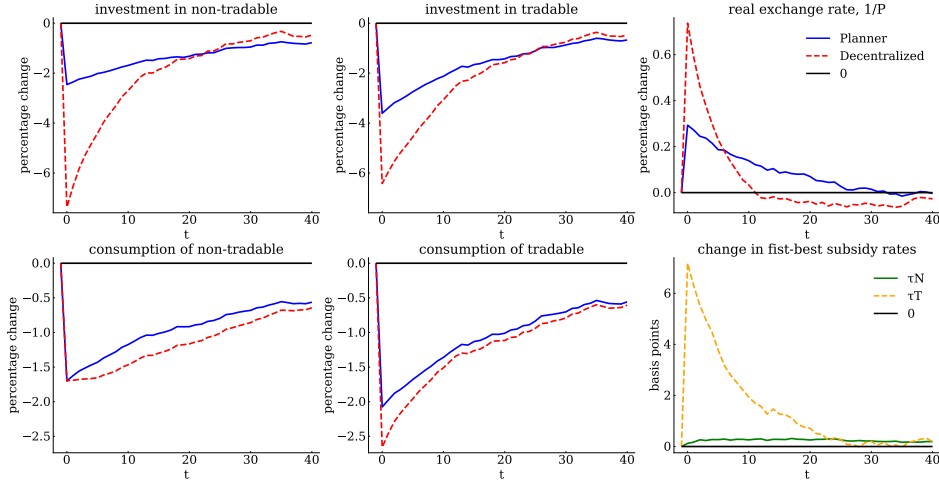 investment in non-tradable
investment in tradable
real exchange rate, 1/P
percentage change
0
−2
−4
−6
0 10 20 30 40
t
percentage change
0
−2
−4
−6
0 10 20 30 40
t
percentage change
0.6
0.4
0.2
0.0
0 10 20 30 40
t
Planner
Decentralized
0
consumption of non-tradable
consumption of tradable
change in fist-best subsidy rates
percentage change
0.0
−0.5
−1.0
−1.5
−2.0
−2.5
0 10 20 30 40
t
percentage change
0.0
−0.5
−1.0
−1.5
−2.0
−2.5
0 10 20 30 40
t
basis points
6
4
2
0
0 10 20 30 40
t
τN
τT
0